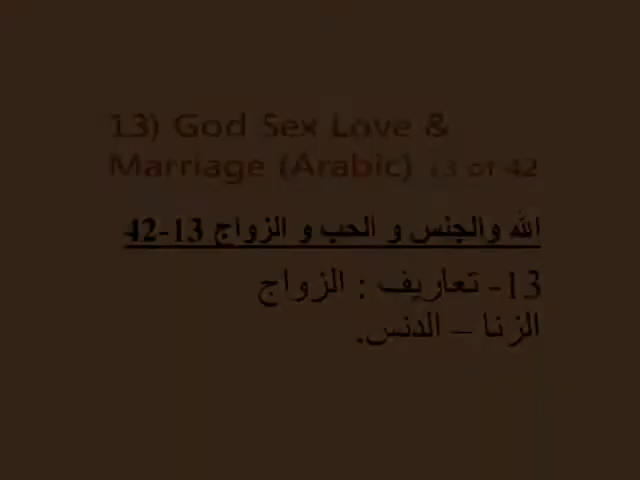 13) God Sex Love &
Marriage (Arabic) 13 of 42
الله والجنس و الحب و الزواج 13-42
13- تعاريف : الزواج
الزنا – الدنس.